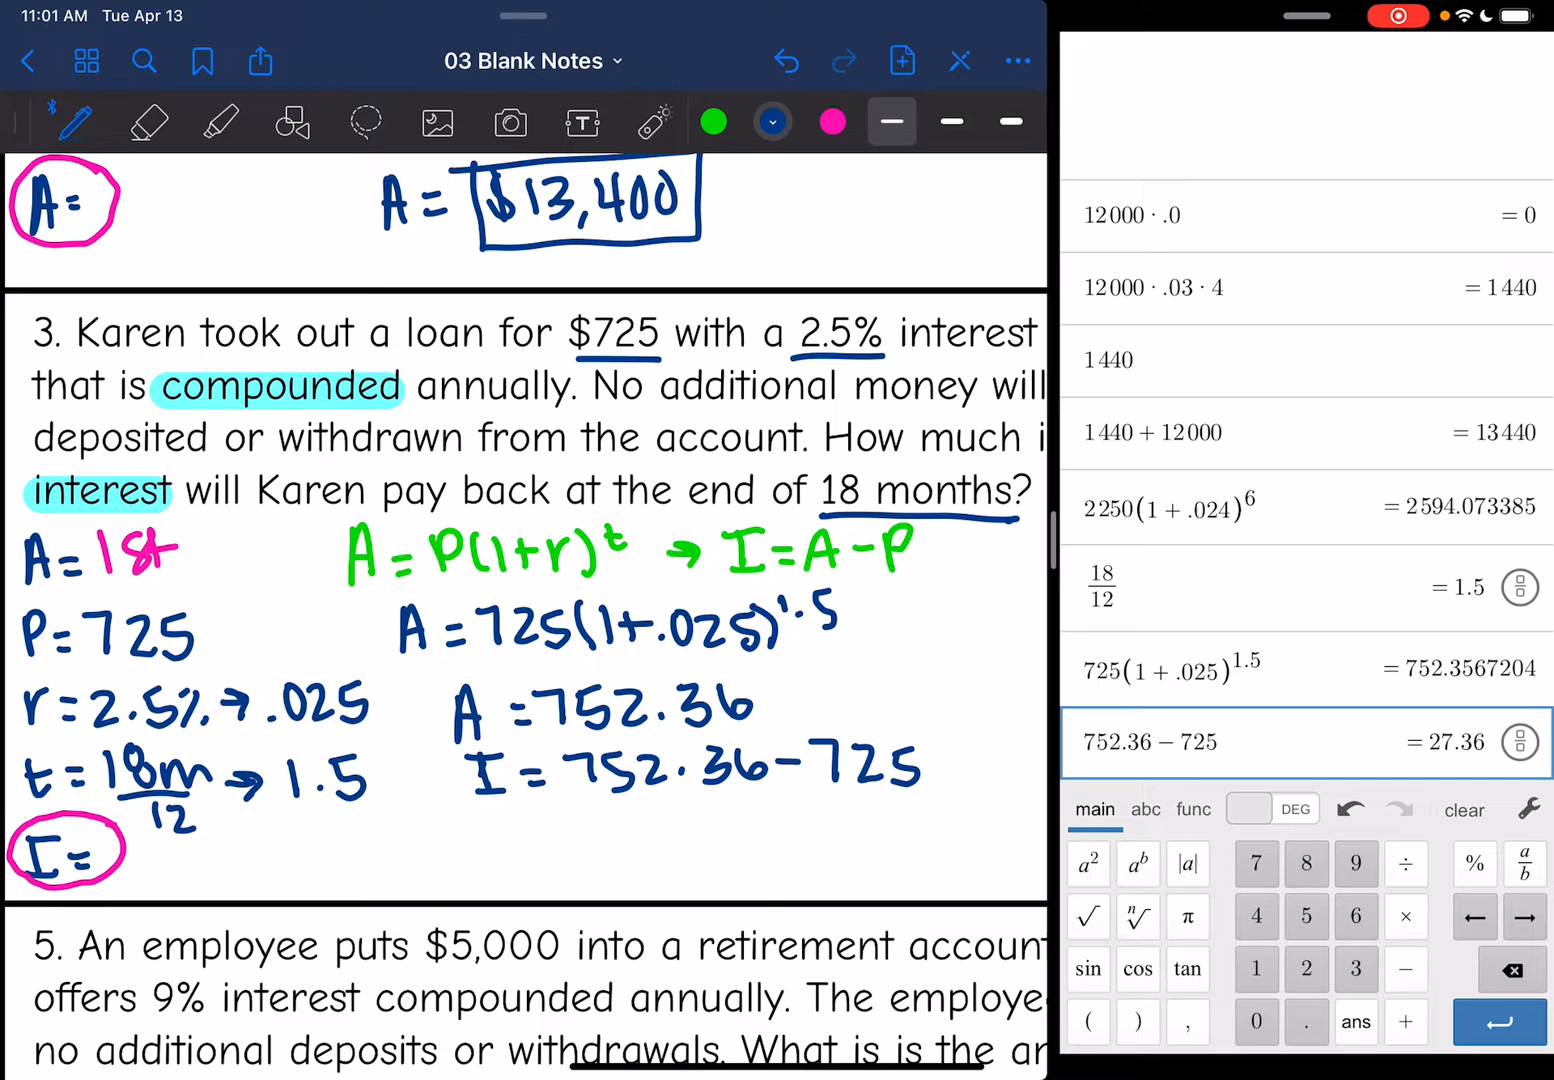 11:01 AM Tue Apr 13
03 Blank Notes
T
A =
A = $13,400
3. Karen took out a loan for $725 with a 2.5% interest
that is compounded annually. No additional money will
deposited or withdrawn from the account. How much i
interest will Karen pay back at the end of 18 months?
A = 1st
A = P(1+r)^t → I = A - P
P = 725
A = 725(1+.025)^1.5
r = 2.5% → .025
A = 752.36
t = 18m/12 → 1.5
I = 752.36 - 725
I =
5. An employee puts $5,000 into a retirement account
offers 9% interest compounded annually. The employe
no additional deposits or withdrawals. What is is the ar
12000 · .0 = 0
12000 · .03 · 4 = 1440
1440
1440 + 12000 = 13440
2250(1 + .024)^6 = 2594.073385
18/12 = 1.5
725(1 + .025)^1.5 = 752.3567204
752.36 − 725 = 27.36
main abc func DEG clear
a² aᵇ |a| 7 8 9 ÷ % a/b
√ ⁿ√ π 4 5 6 × ← →
sin cos tan 1 2 3 −
( ) , 0 . ans +